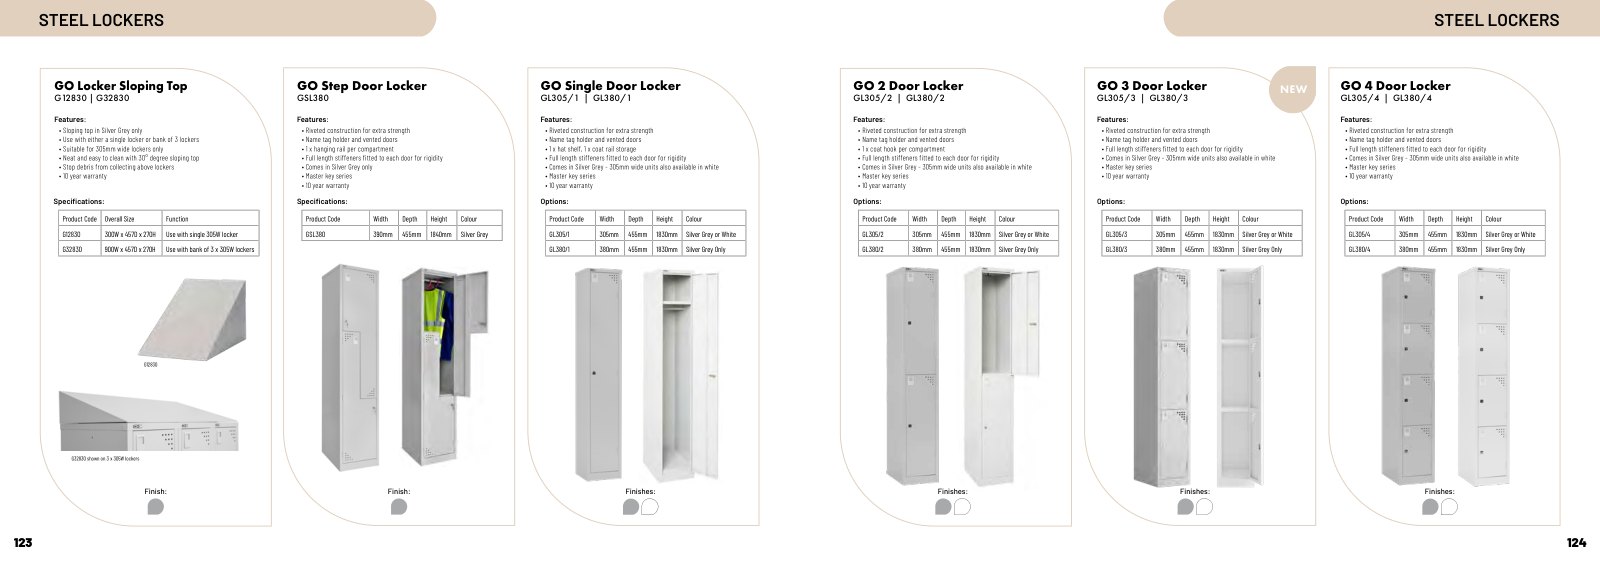 STEEL LOCKERS
STEEL LOCKERS
GO Locker Sloping Top
G12830 | G32830
Features:
• Sloping top in Silver Grey only
• Use with either a single locker or bank of 3 lockers
• Suitable for 305mm wide lockers only
• Neat and easy to clean with 30° degree sloping top
• Stop debris from collecting above lockers
• 10 year warranty
Specifications:
Product Code Overall Size Function
G12830 300W x 457D x 270H Use with single 305W locker
G32830 900W x 457D x 270H Use with bank of 3 x 305W lockers
G12830
G32830 shown on 3 x 305W lockers
Finish:
GO Step Door Locker
GSL380
Features:
• Riveted construction for extra strength
• Name tag holder and vented doors
• 1 x hanging rail per compartment
• Full length stiffeners fitted to each door for rigidity
• Comes in Silver Grey only
• Master key series
• 10 year warranty
Specifications:
Product Code Width Depth Height Colour
GSL380 380mm 455mm 1840mm Silver Grey
Finish:
GO Single Door Locker
GL305/1 | GL380/1
Features:
• Riveted construction for extra strength
• Name tag holder and vented doors
• 1 x hat shelf, 1 x coat rail storage
• Full length stiffeners fitted to each door for rigidity
• Comes in Silver Grey - 305mm wide units also available in white
• Master key series
• 10 year warranty
Options:
Product Code Width Depth Height Colour
GL305/1 305mm 455mm 1830mm Silver Grey or White
GL380/1 380mm 455mm 1830mm Silver Grey Only
Finishes:
GO 2 Door Locker
GL305/2 | GL380/2
Features:
• Riveted construction for extra strength
• Name tag holder and vented doors
• 1 x coat hook per compartment
• Full length stiffeners fitted to each door for rigidity
• Comes in Silver Grey - 305mm wide units also available in white
• Master key series
• 10 year warranty
Options:
Product Code Width Depth Height Colour
GL305/2 305mm 455mm 1830mm Silver Grey or White
GL380/2 380mm 455mm 1830mm Silver Grey Only
Finishes:
GO 3 Door Locker
GL305/3 | GL380/3
NEW
Features:
• Riveted construction for extra strength
• Name tag holder and vented doors
• Full length stiffeners fitted to each door for rigidity
• Comes in Silver Grey - 305mm wide units also available in white
• Master key series
• 10 year warranty
Options:
Product Code Width Depth Height Colour
GL305/3 305mm 455mm 1830mm Silver Grey or White
GL380/3 380mm 455mm 1830mm Silver Grey Only
Finishes:
GO 4 Door Locker
GL305/4 | GL380/4
Features:
• Riveted construction for extra strength
• Name tag holder and vented doors
• Full length stiffeners fitted to each door for rigidity
• Comes in Silver Grey - 305mm wide units also available in white
• Master key series
• 10 year warranty
Options:
Product Code Width Depth Height Colour
GL305/4 305mm 455mm 1830mm Silver Grey or White
GL380/4 380mm 455mm 1830mm Silver Grey Only
Finishes:
123
124